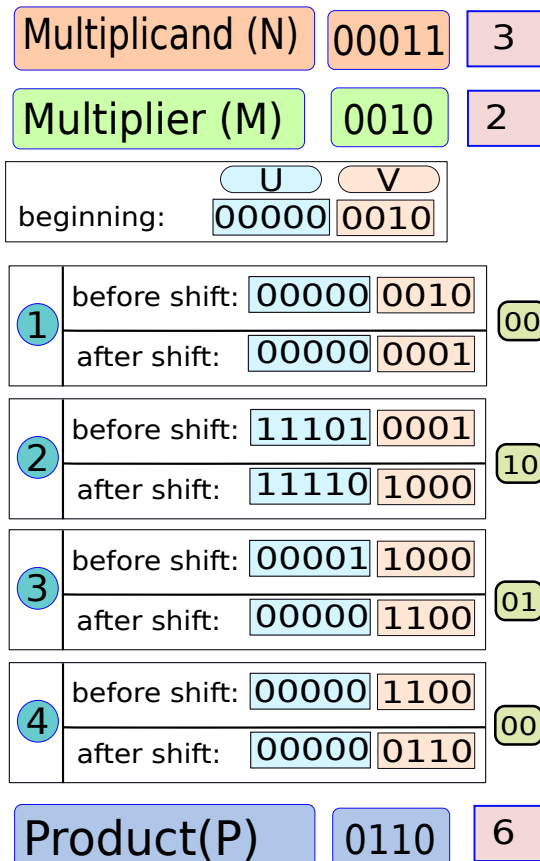 Multiplicand (N) 00011 3
Multiplier (M) 0010 2
U V
beginning: 00000 0010
1 before shift: 00000 0010 00
after shift: 00000 0001
2 before shift: 11101 0001 10
after shift: 11110 1000
3 before shift: 00001 1000 01
after shift: 00000 1100
4 before shift: 00000 1100 00
after shift: 00000 0110
Product(P) 0110 6